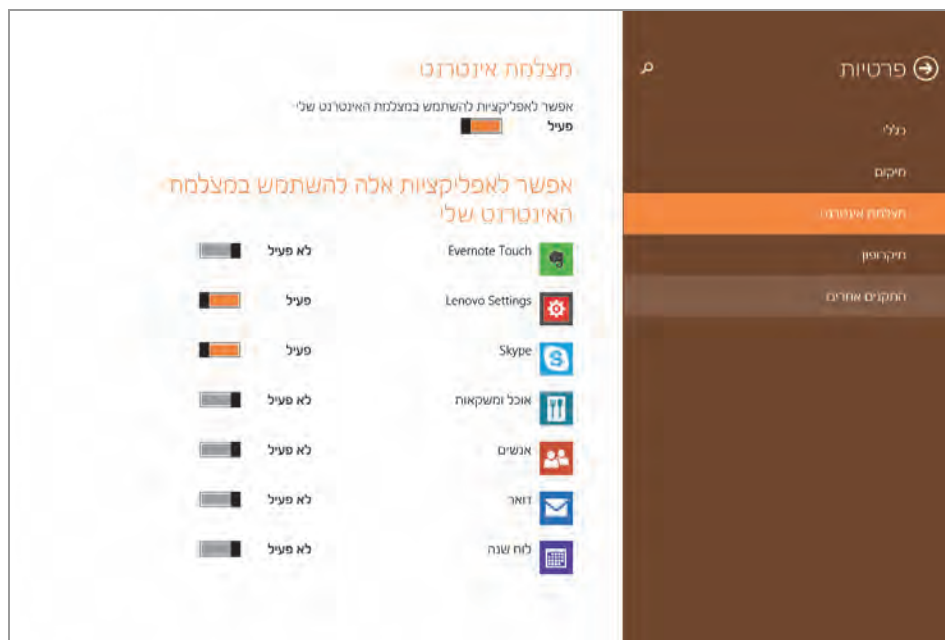 פרטיות
כללי
מיקום
מצלמת אינטרנט
מיקרופון
התקנים אחרים
מצלמת אינטרנט
אפשר לאפליקציות להשתמש במצלמת האינטרנט שלי
פעיל
אפשר לאפליקציות אלה להשתמש במצלמת
האינטרנט שלי
Evernote Touch לא פעיל
Lenovo Settings פעיל
Skype פעיל
אוכל ומשקאות לא פעיל
אנשים לא פעיל
דואר לא פעיל
לוח שנה לא פעיל